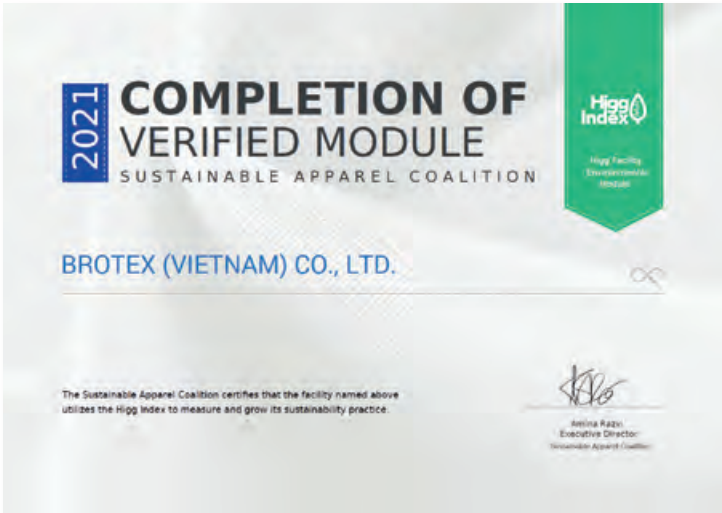 2021
COMPLETION OF
VERIFIED MODULE
SUSTAINABLE APPAREL COALITION
Higg
Index
Higg Facility
Environmental
Module
BROTEX (VIETNAM) CO., LTD.
The Sustainable Apparel Coalition certifies that the facility named above
utilizes the Higg Index to measure and grow its sustainability practice.
Amina Razvi
Executive Director
Sustainable Apparel Coalition